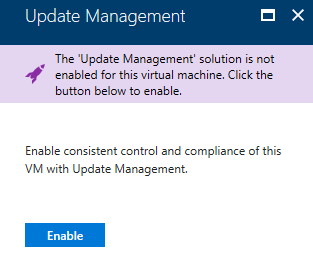 Update Management
The 'Update Management' solution is not
enabled for this virtual machine. Click the
button below to enable.
Enable consistent control and compliance of this
VM with Update Management.
Enable